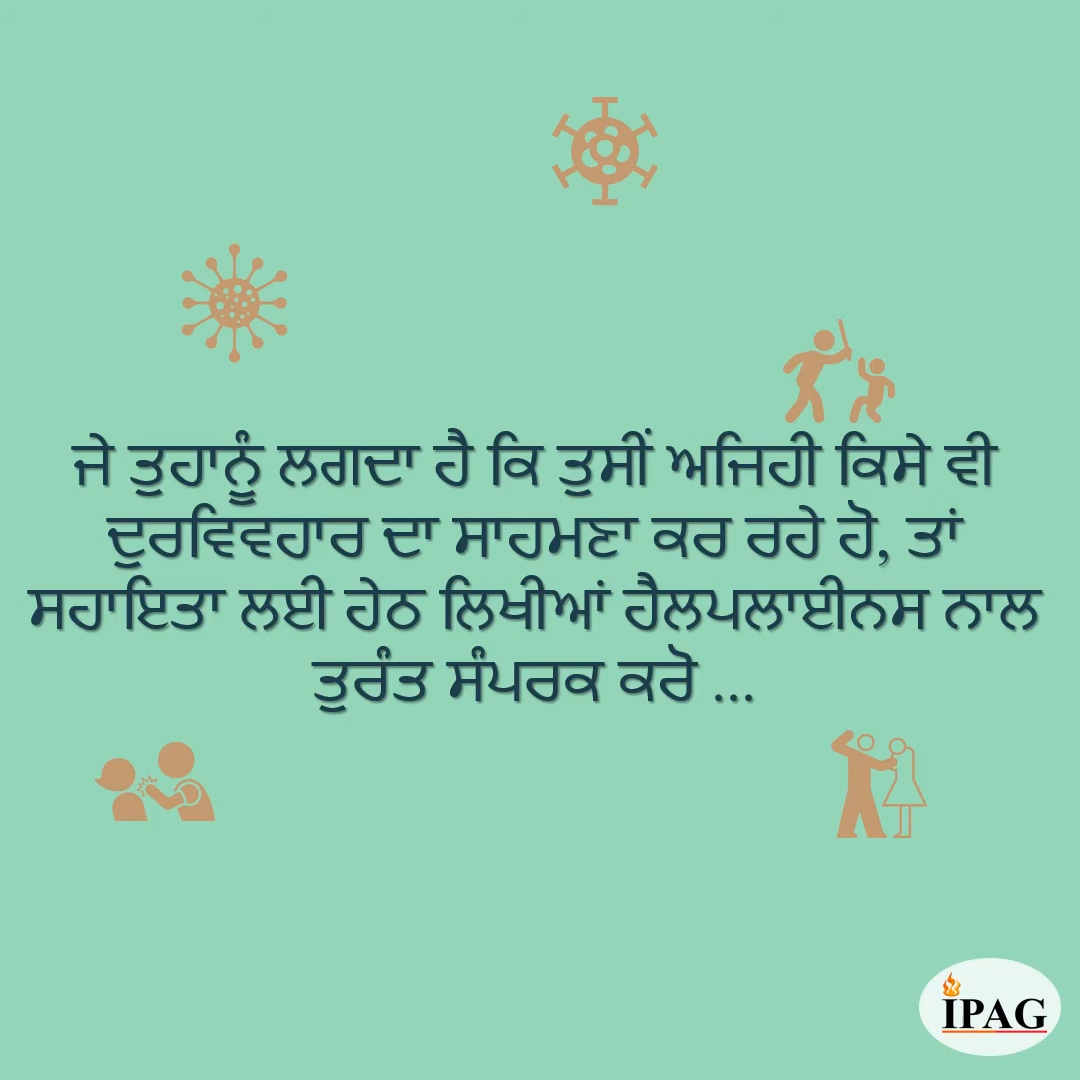 ਜੇ ਤੁਹਾਨੂੰ ਲਗਦਾ ਹੈ ਕਿ ਤੁਸੀਂ ਅਜਿਹੀ ਕਿਸੇ ਵੀ
ਦੁਰਵਿਵਹਾਰ ਦਾ ਸਾਹਮਣਾ ਕਰ ਰਹੇ ਹੋ, ਤਾਂ
ਸਹਾਇਤਾ ਲਈ ਹੇਠ ਲਿਖੀਆਂ ਹੈਲਪਲਾਈਨਸ ਨਾਲ
ਤੁਰੰਤ ਸੰਪਰਕ ਕਰੋ ...
IPAG